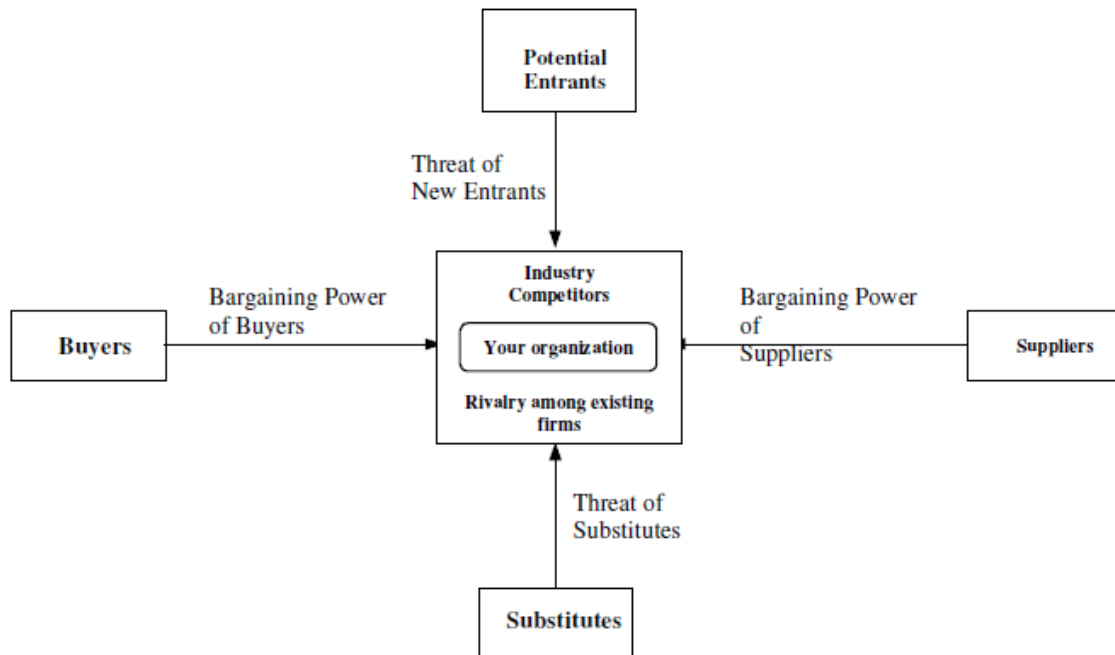 Potential
Entrants
Threat of
New Entrants
Industry
Competitors
Bargaining Power
of Buyers
Bargaining Power
of
Suppliers
Buyers
Your organization
Suppliers
Rivalry among existing
firms
Threat of
Substitutes
Substitutes